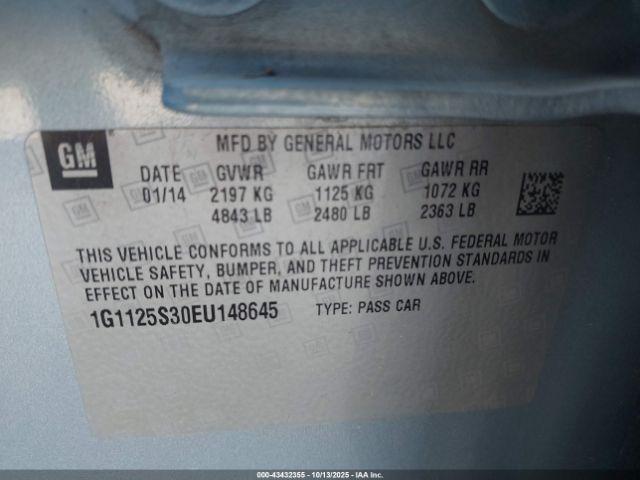 GM
MFD BY GENERAL MOTORS LLC
DATE GVWR GAWR FRT GAWR RR
01/14 2197 KG 1125 KG 1072 KG
4843 LB 2480 LB 2363 LB
THIS VEHICLE CONFORMS TO ALL APPLICABLE U.S. FEDERAL MOTOR
VEHICLE SAFETY, BUMPER, AND THEFT PREVENTION STANDARDS IN
EFFECT ON THE DATE OF MANUFACTURE SHOWN ABOVE.
1G1125S30EU148645 TYPE: PASS CAR
000-43432355 | 10/13/2025 | IAA Inc.